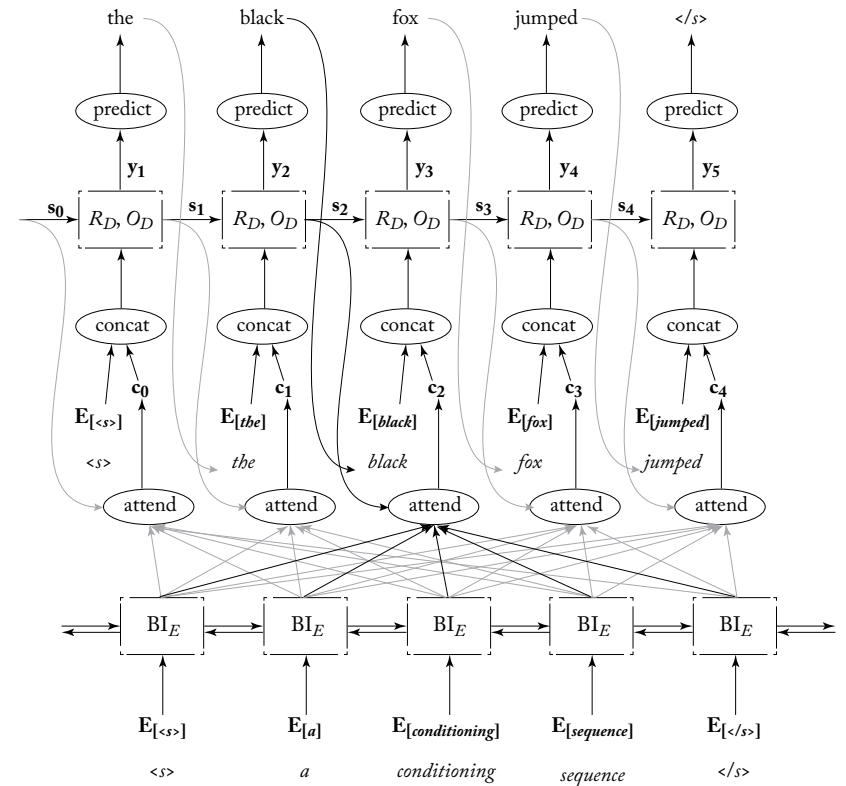 the black fox jumped </s>
predict predict predict predict predict
y₁ y₂ y₃ y₄ y₅
s₀ s₁ s₂ s₃ s₄
R_D, O_D R_D, O_D R_D, O_D R_D, O_D R_D, O_D
concat concat concat concat concat
c₀ c₁ c₂ c₃ c₄
E[<s>] E[the] E[black] E[fox] E[jumped]
<s> the black fox jumped
attend attend attend attend attend
BI_E BI_E BI_E BI_E BI_E
E[<s>] E[a] E[conditioning] E[sequence] E[</s>]
<s> a conditioning sequence </s>